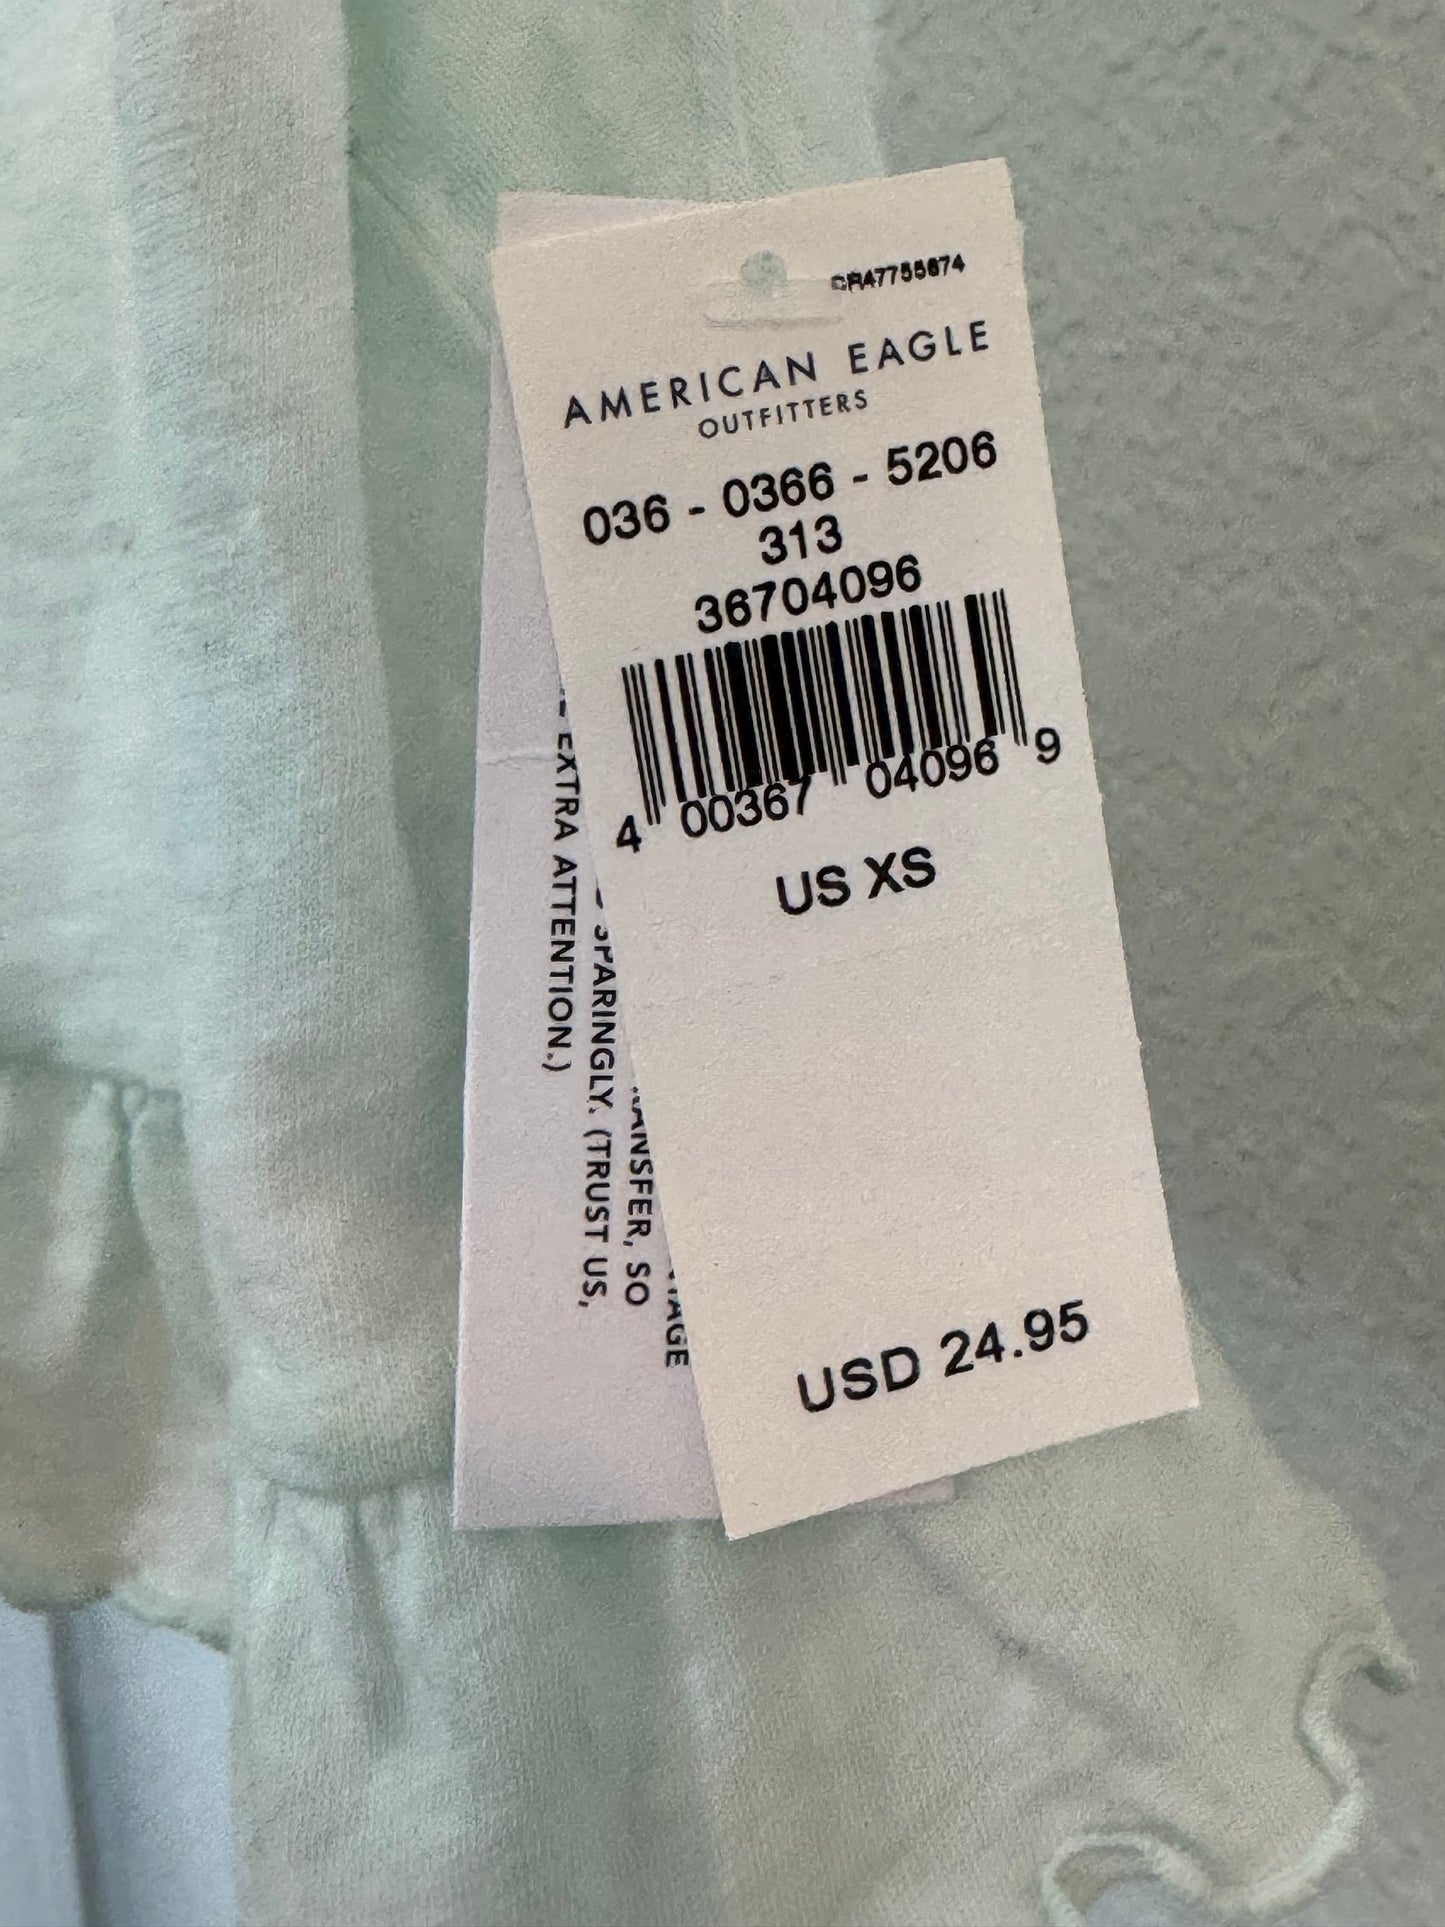 CR47755674
AMERICAN EAGLE
OUTFITTERS
036 - 0366 - 5206
313
36704096
4 00367 04096 9
US XS
USD 24.95
EXTRA ATTENTION.)
SPARINGLY. (TRUST US,
SO